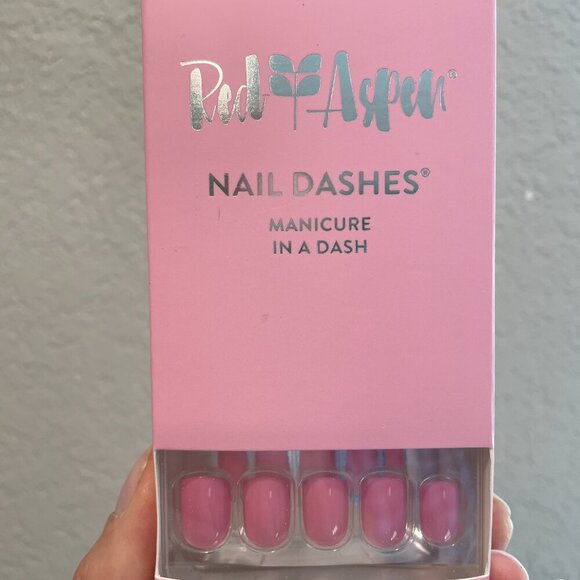 Red Aspen®
NAIL DASHES®
MANICURE
IN A DASH